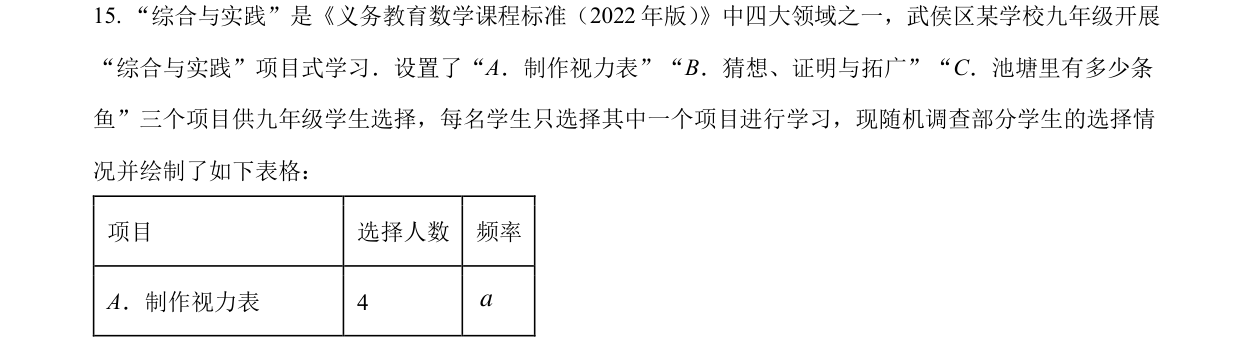 15. “综合与实践”是《义务教育数学课程标准（2022 年版）》中四大领域之一，武侯区某学校九年级开展
“综合与实践”项目式学习．设置了“A．制作视力表”“B．猜想、证明与拓广”“C．池塘里有多少条
鱼”三个项目供九年级学生选择，每名学生只选择其中一个项目进行学习，现随机调查部分学生的选择情
况并绘制了如下表格：
项目 选择人数 频率
A．制作视力表 4 a